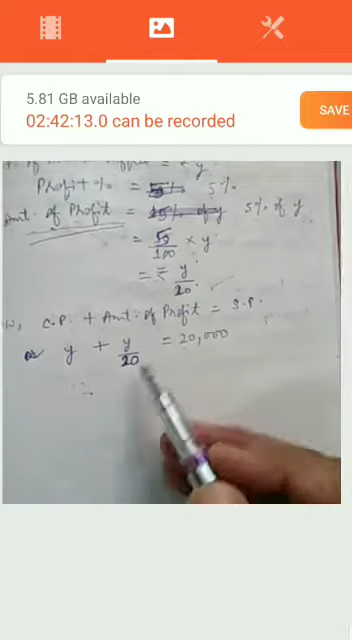 5.81 GB available
02:42:13.0 can be recorded
SAVE
= ₹ y
Profit % = 5%
Amt. of Profit = 5% of y
= 5/100 × y
= ₹ y/20.
C.P. + Amt. of Profit = S.P.
y + y/20 = 20,000
∴